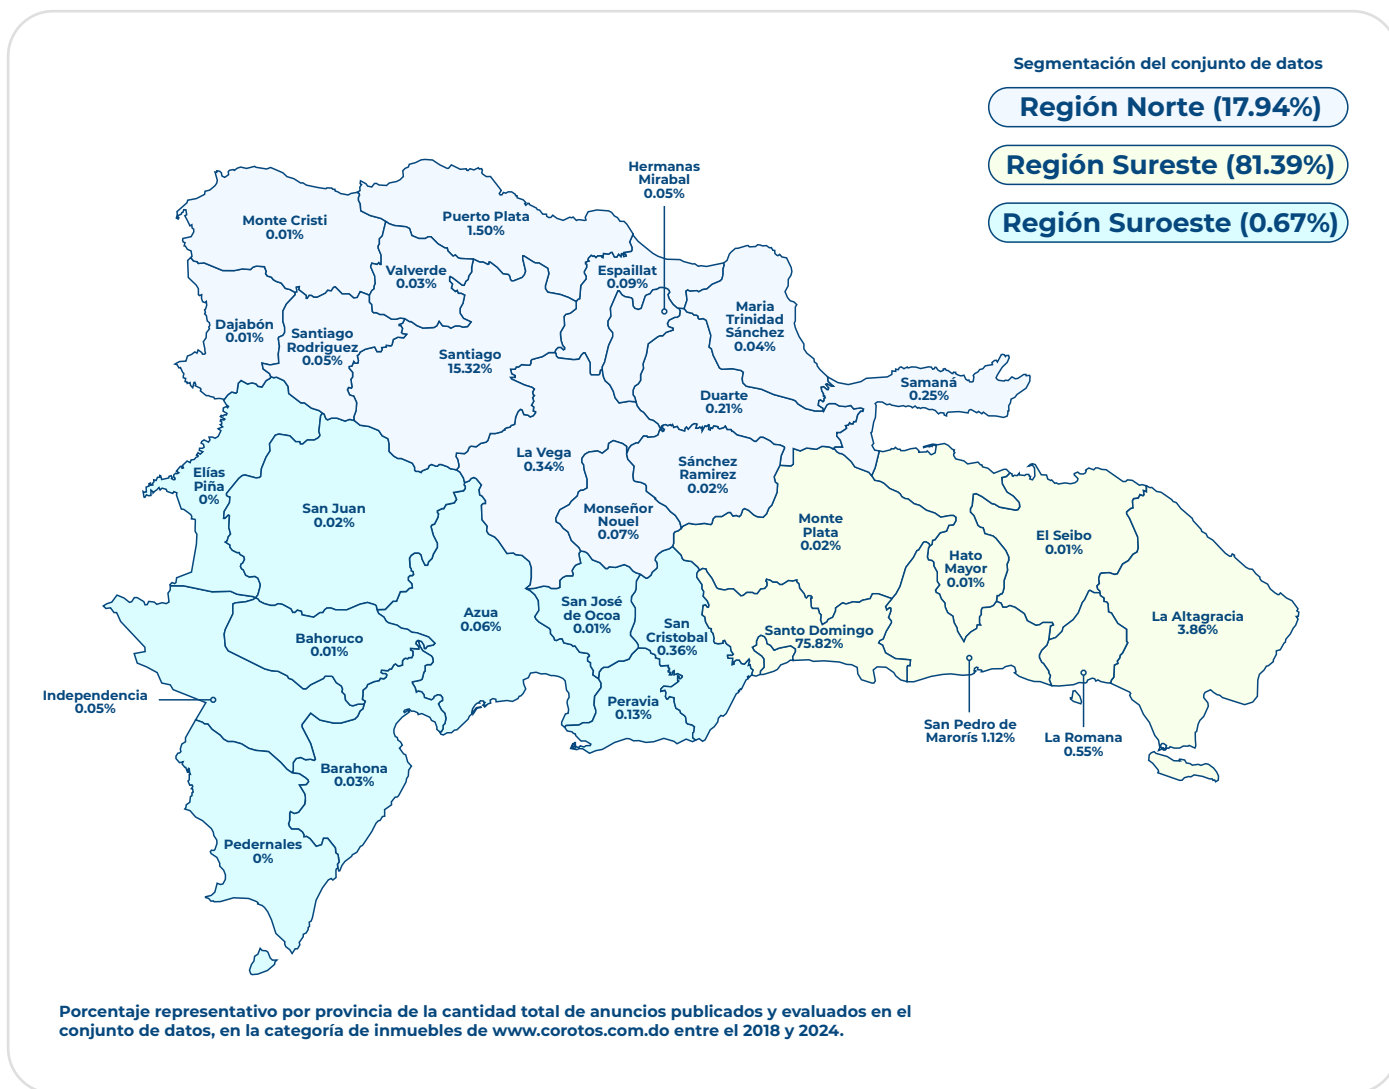 Segmentación del conjunto de datos
Región Norte (17.94%)
Región Sureste (81.39%)
Región Suroeste (0.67%)
Hermanas
Mirabal
0.05%
Monte Cristi
0.01%
Puerto Plata
1.50%
Valverde
0.03%
Espaillat
0.09%
Dajabón
0.01%
Santiago
Rodriguez
0.05%
Santiago
15.32%
Maria
Trinidad
Sánchez
0.04%
Duarte
0.21%
Samaná
0.25%
La Vega
0.34%
Sánchez
Ramirez
0.02%
Monseñor
Nouel
0.07%
Elías
Piña
0%
San Juan
0.02%
Monte
Plata
0.02%
Hato
Mayor
0.01%
El Seibo
0.01%
La Altagracia
3.86%
Azua
0.06%
San José
de Ocoa
0.01%
San
Cristobal
0.36%
Santo Domingo
75.82%
Bahoruco
0.01%
Independencia
0.05%
Peravia
0.13%
San Pedro de
Marorís 1.12%
La Romana
0.55%
Barahona
0.03%
Pedernales
0%
Porcentaje representativo por provincia de la cantidad total de anuncios publicados y evaluados en el
conjunto de datos, en la categoría de inmuebles de www.corotos.com.do entre el 2018 y 2024.